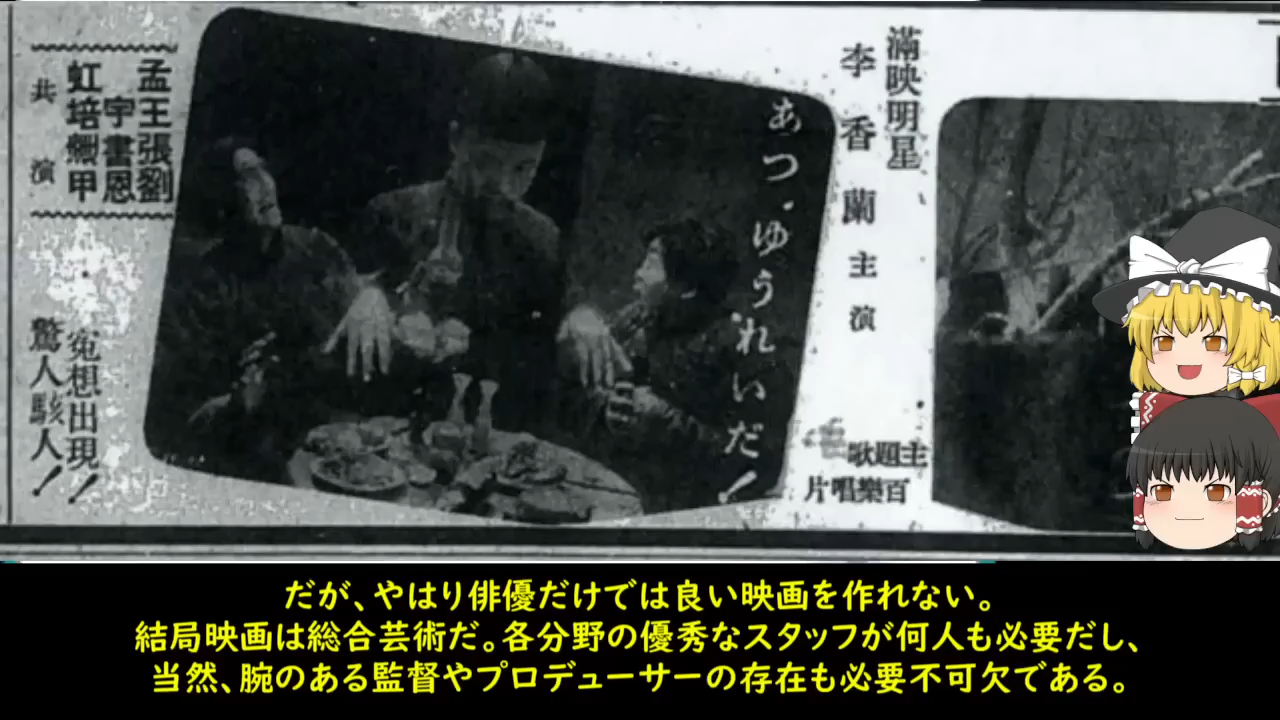 滿映明星
李香蘭主演
主題歌
百樂唱片
あつ、ゆうれいだ!
孟虹
王宇培
張書
劉恩甲
共演
出現!
驚人駭人!
だが、やはり俳優だけでは良い映画を作れない。
結局映画は総合芸術だ。各分野の優秀なスタッフが何人も必要だし、
当然、腕のある監督やプロデューサーの存在も必要不可欠である。